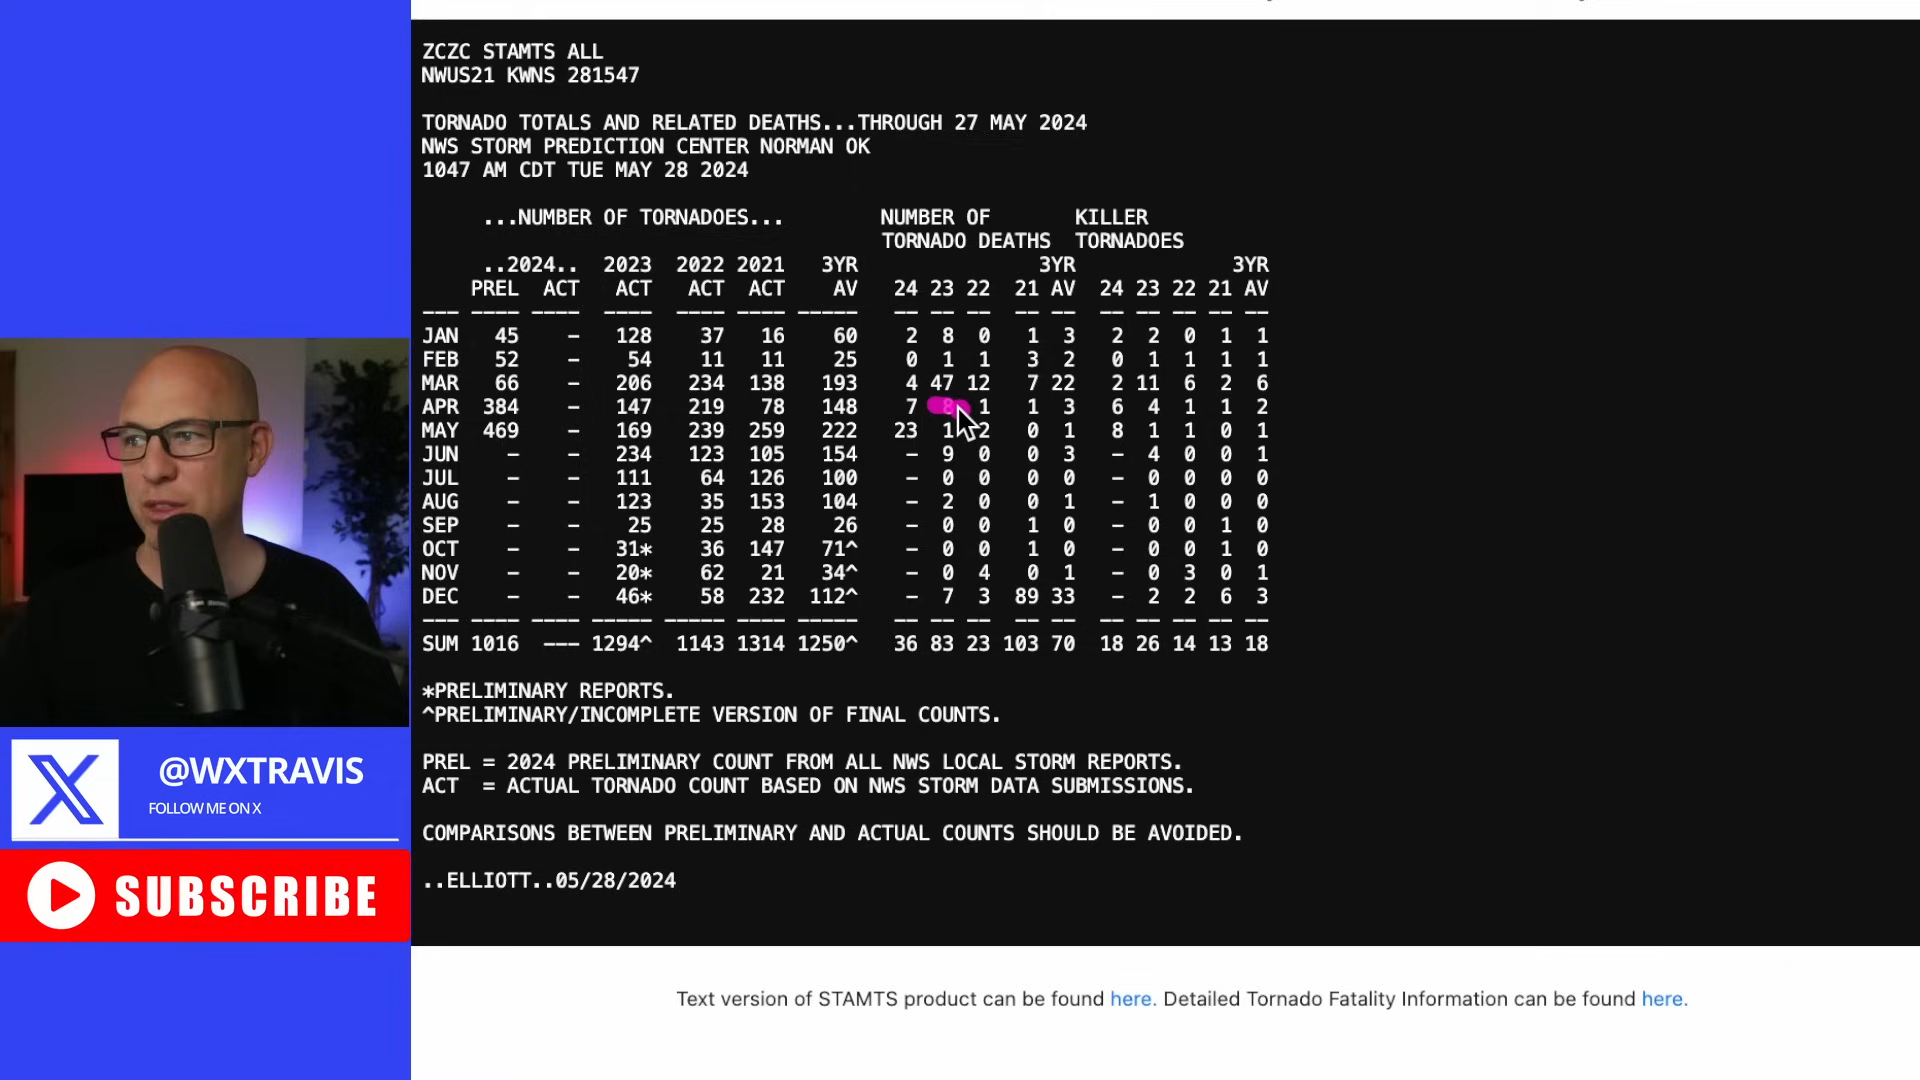 ZCZC STAMTS ALL
NWUS21 KWNS 281547
TORNADO TOTALS AND RELATED DEATHS...THROUGH 27 MAY 2024
NWS STORM PREDICTION CENTER NORMAN OK
1047 AM CDT TUE MAY 28 2024
...NUMBER OF TORNADOES... NUMBER OF KILLER
TORNADO DEATHS TORNADOES
..2024.. 2023 2022 2021 3YR 3YR 3YR
PREL ACT ACT ACT ACT AV 24 23 22 21 AV 24 23 22 21 AV
--- ---- ---- ---- ---- ---- ----- -- -- -- -- -- -- -- -- -- --
JAN 45 – 128 37 16 60 2 8 0 1 3 2 2 0 1 1
FEB 52 – 54 11 11 25 0 1 1 3 2 0 1 1 1 1
MAR 66 – 206 234 138 193 4 47 12 7 22 2 11 6 2 6
APR 384 – 147 219 78 148 7 8 1 1 3 6 4 1 1 2
MAY 469 – 169 239 259 222 23 1 2 0 1 8 1 1 0 1
JUN – – 234 123 105 154 – 9 0 0 3 – 4 0 0 1
JUL – – 111 64 126 100 – 0 0 0 0 – 0 0 0 0
AUG – – 123 35 153 104 – 2 0 0 1 – 1 0 0 0
SEP – – 25 25 28 26 – 0 0 1 0 – 0 0 1 0
OCT – – 31* 36 147 71^ – 0 0 1 0 – 0 0 1 0
NOV – – 20* 62 21 34^ – 0 4 0 1 – 0 3 0 1
DEC – – 46* 58 232 112^ – 7 3 89 33 – 2 2 6 3
--- ---- ---- ---- ----- ---- ----- -- -- -- -- -- -- -- -- -- --
SUM 1016 --- 1294^ 1143 1314 1250^ 36 83 23 103 70 18 26 14 13 18
*PRELIMINARY REPORTS.
^PRELIMINARY/INCOMPLETE VERSION OF FINAL COUNTS.
PREL = 2024 PRELIMINARY COUNT FROM ALL NWS LOCAL STORM REPORTS.
ACT = ACTUAL TORNADO COUNT BASED ON NWS STORM DATA SUBMISSIONS.
COMPARISONS BETWEEN PRELIMINARY AND ACTUAL COUNTS SHOULD BE AVOIDED.
..ELLIOTT..05/28/2024
Text version of STAMTS product can be found here. Detailed Tornado Fatality Information can be found here.
X
@WXTRAVIS
FOLLOW ME ON X
SUBSCRIBE